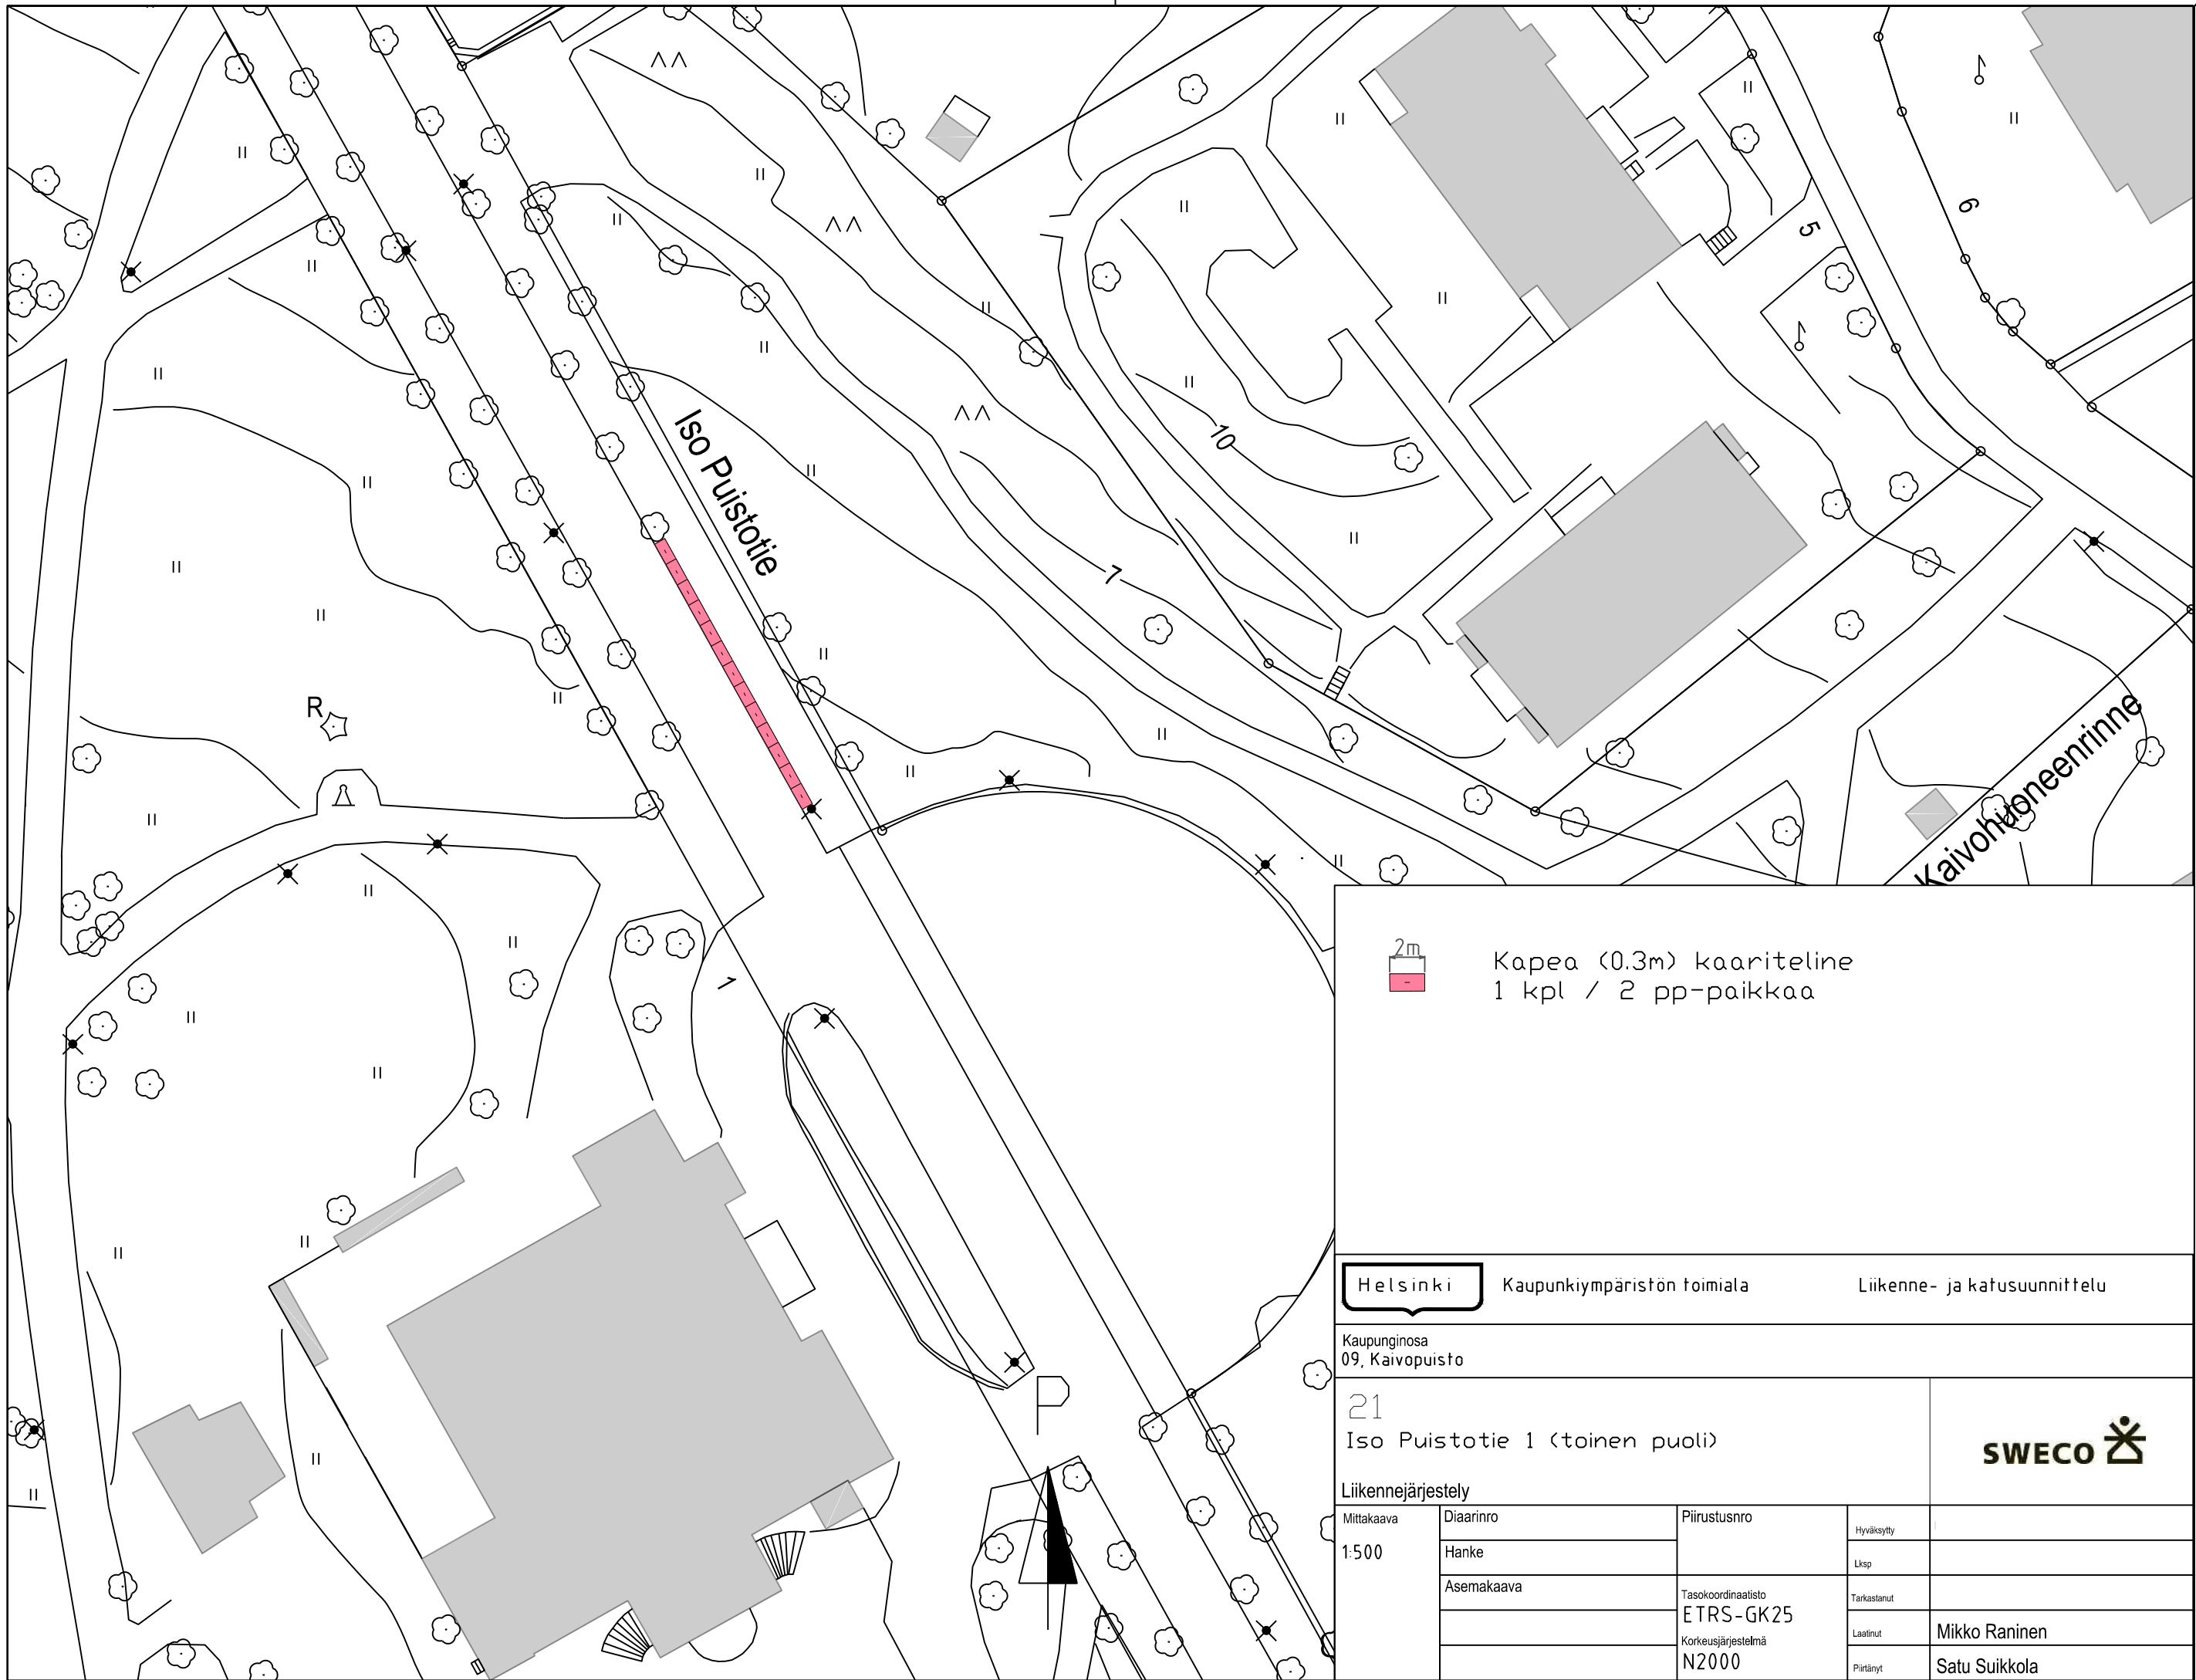 Iso Puistotie
6
5
10
7
R
Kaivohuoneenrinne
1
P
2m
Kapea (0.3m) kaariteline
1 kpl / 2 pp-paikkaa
Helsinki Kaupunkiympäristön toimiala Liikenne- ja katusuunnittelu
Kaupunginosa
09, Kaivopuisto
21
Iso Puistotie 1 (toinen puoli)
SWECO
Liikennejärjestely
Mittakaava
1:500
Diaarinro
Hanke
Asemakaava
Piirustusnro
Tasokoordinaatisto
ETRS-GK25
Korkeusjärjestelmä
N2000
Hyväksytty
Lksp
Tarkastanut
Laatinut Mikko Raninen
Piirtänyt Satu Suikkola